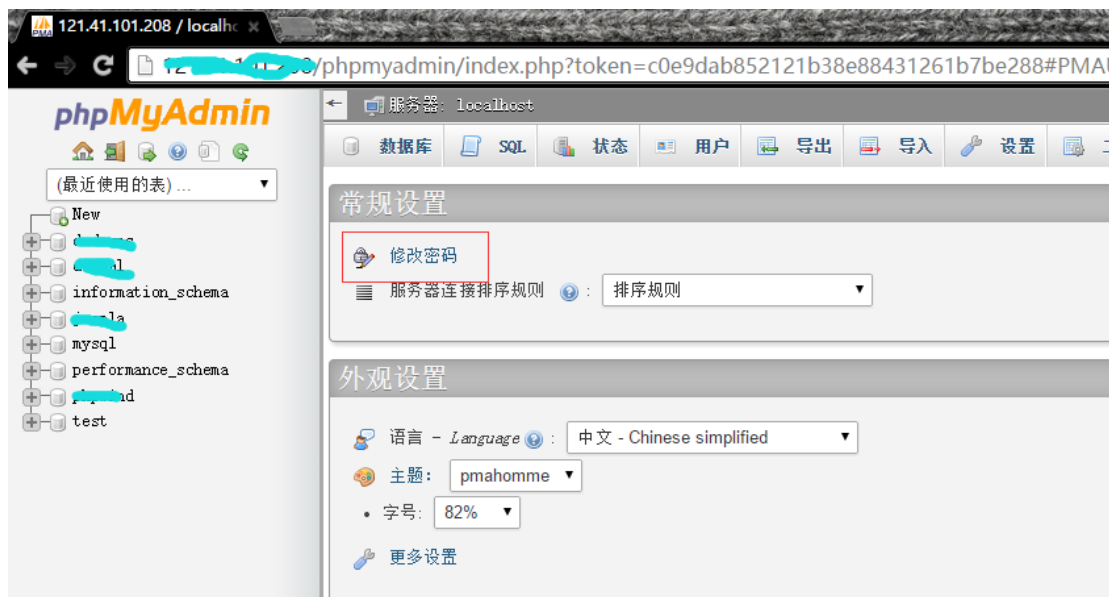 121.41.101.208 / localh
/phpmyadmin/index.php?token=c0e9dab852121b38e88431261b7be288#PMAU
phpMyAdmin
(最近使用的表) ...
New
information_schema
mysql
performance_schema
test
服务器: localhost
数据库 SQL 状态 用户 导出 导入 设置
常规设置
修改密码
服务器连接排序规则 : 排序规则
外观设置
语言 - Language : 中文 - Chinese simplified
主题: pmahomme
• 字号: 82%
更多设置